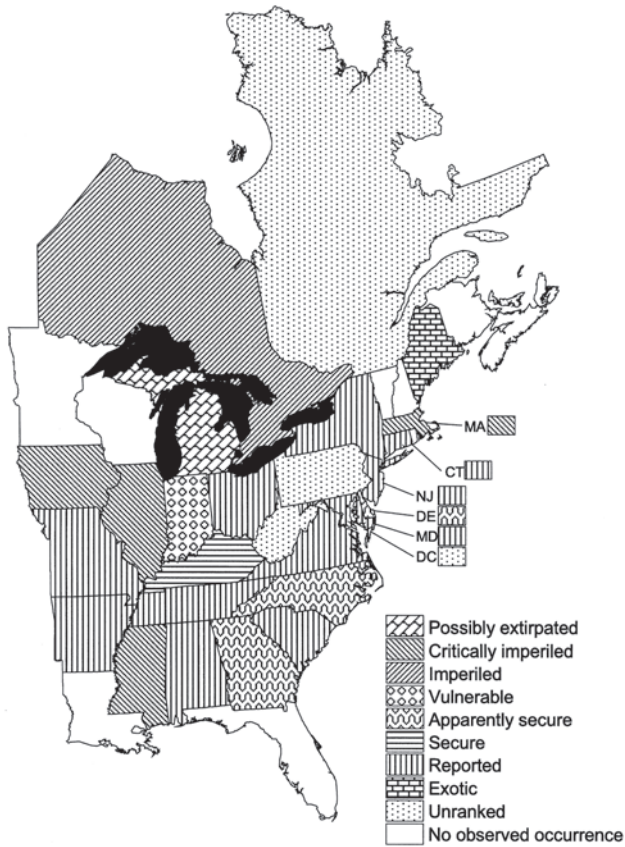 MA
CT
NJ
DE
MD
DC
Possibly extirpated
Critically imperiled
Imperiled
Vulnerable
Apparently secure
Secure
Reported
Exotic
Unranked
No observed occurrence